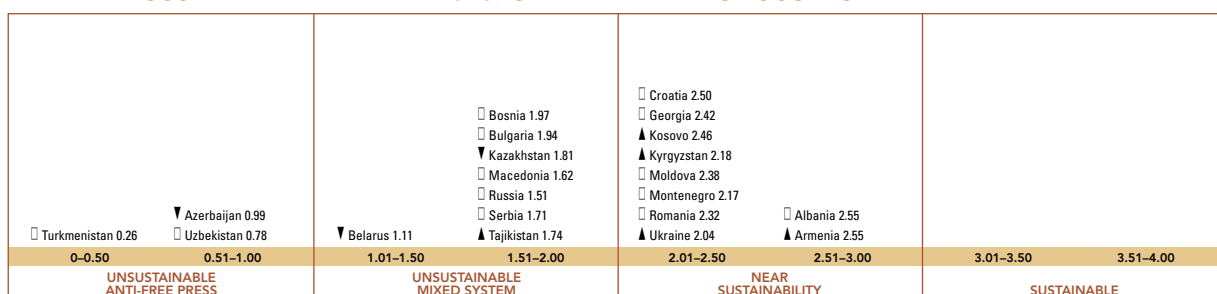 □ Croatia 2.50
□ Georgia 2.42
□ Bosnia 1.97 ▲ Kosovo 2.46
□ Bulgaria 1.94 ▲ Kyrgyzstan 2.18
▼ Kazakhstan 1.81 □ Moldova 2.38
□ Macedonia 1.62 □ Montenegro 2.17
□ Russia 1.51
▼ Azerbaijan 0.99 □ Serbia 1.71 □ Romania 2.32 □ Albania 2.55
□ Turkmenistan 0.26 □ Uzbekistan 0.78 ▼ Belarus 1.11 ▲ Tajikistan 1.74 ▲ Ukraine 2.04 ▲ Armenia 2.55
0–0.50 0.51–1.00 1.01–1.50 1.51–2.00 2.01–2.50 2.51–3.00 3.01–3.50 3.51–4.00
UNSUSTAINABLE
ANTI-FREE PRESS
UNSUSTAINABLE
MIXED SYSTEM
NEAR
SUSTAINABILITY
SUSTAINABLE